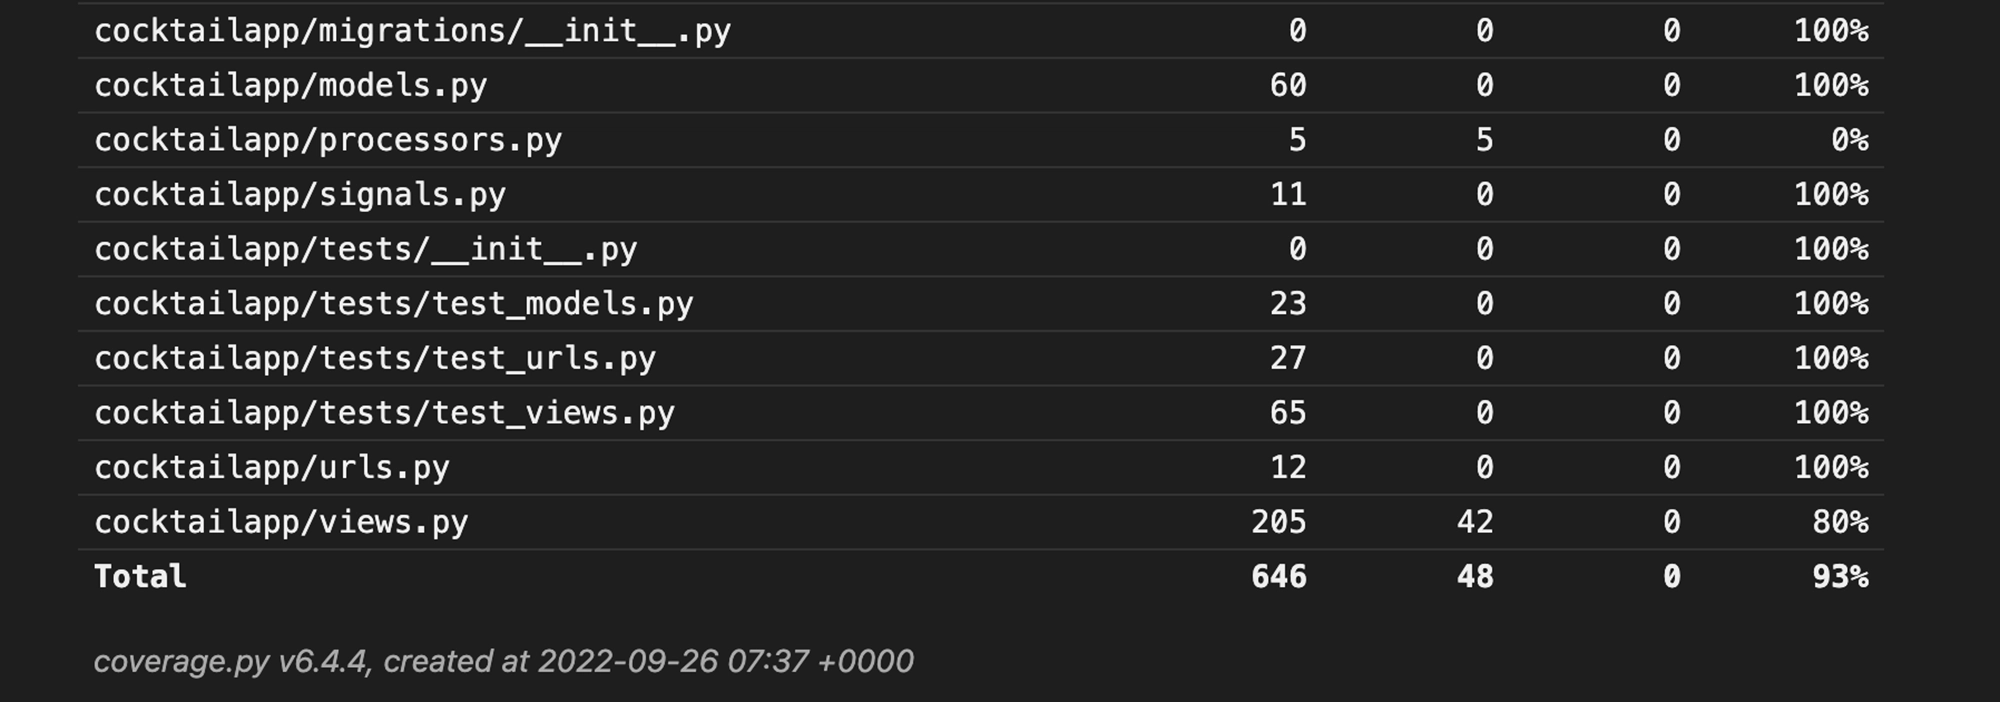 cocktailapp/migrations/__init__.py 0 0 0 100%
cocktailapp/models.py 60 0 0 100%
cocktailapp/processors.py 5 5 0 0%
cocktailapp/signals.py 11 0 0 100%
cocktailapp/tests/__init__.py 0 0 0 100%
cocktailapp/tests/test_models.py 23 0 0 100%
cocktailapp/tests/test_urls.py 27 0 0 100%
cocktailapp/tests/test_views.py 65 0 0 100%
cocktailapp/urls.py 12 0 0 100%
cocktailapp/views.py 205 42 0 80%
Total 646 48 0 93%
coverage.py v6.4.4, created at 2022-09-26 07:37 +0000